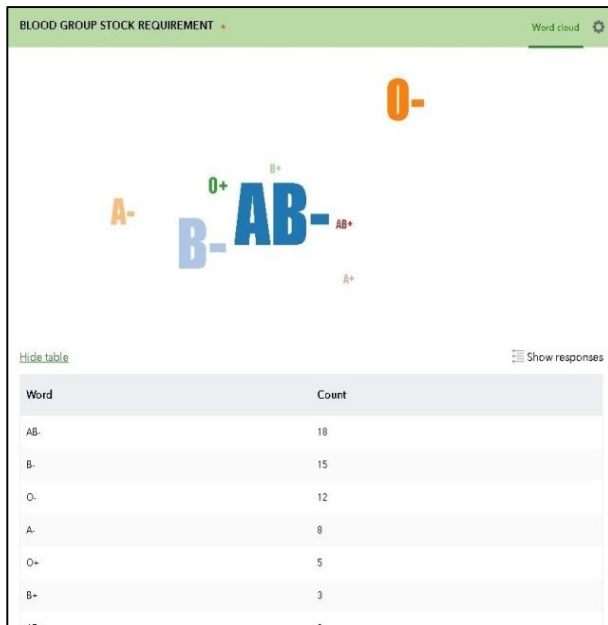 BLOOD GROUP STOCK REQUIREMENT *
Word cloud
O-
B+
O+
AB-
A-
B-
AB+
A+
Hide table
Show responses
Word Count
AB- 18
B- 15
O- 12
A- 8
O+ 5
B+ 3